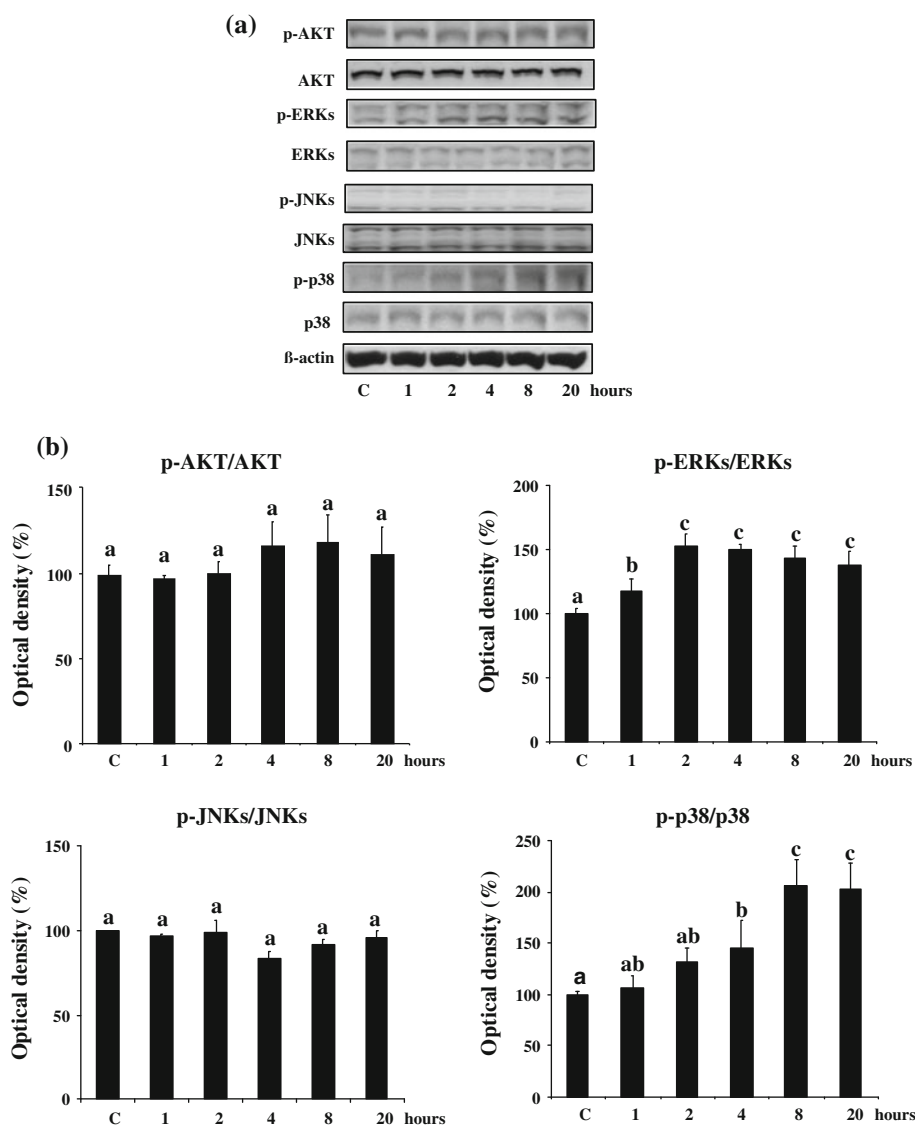 (a)
p-AKT
AKT
p-ERKs
ERKs
p-JNKs
JNKs
p-p38
p38
ß-actin
C 1 2 4 8 20 hours
(b)
p-AKT/AKT
Optical density (%)
150
100
50
0
a a a a a a
C 1 2 4 8 20 hours
p-ERKs/ERKs
Optical density (%)
200
150
100
50
0
a b c c c c
C 1 2 4 8 20 hours
p-JNKs/JNKs
Optical density (%)
150
100
50
0
a a a a a a
C 1 2 4 8 20 hours
p-p38/p38
Optical density (%)
250
200
150
100
50
0
a ab ab b c c
C 1 2 4 8 20 hours